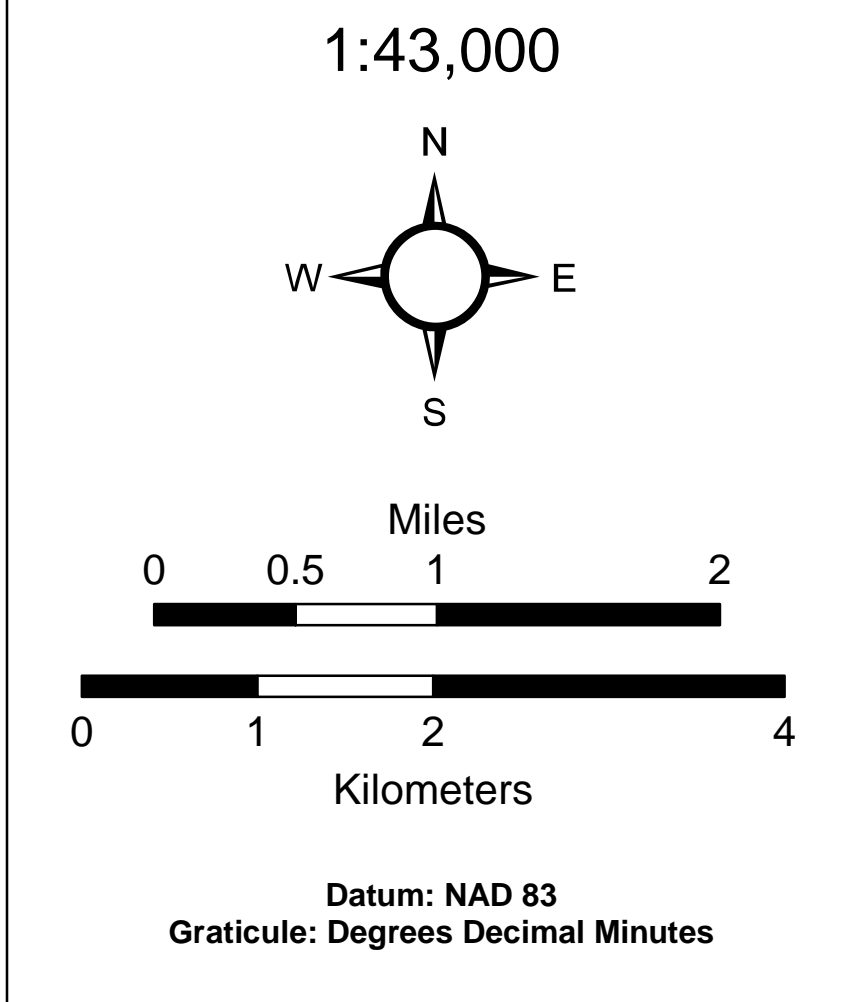 1:43,000
N
W E
S
Miles
0 0.5 1 2
0 1 2 4
Kilometers
Datum: NAD 83
Graticule: Degrees Decimal Minutes